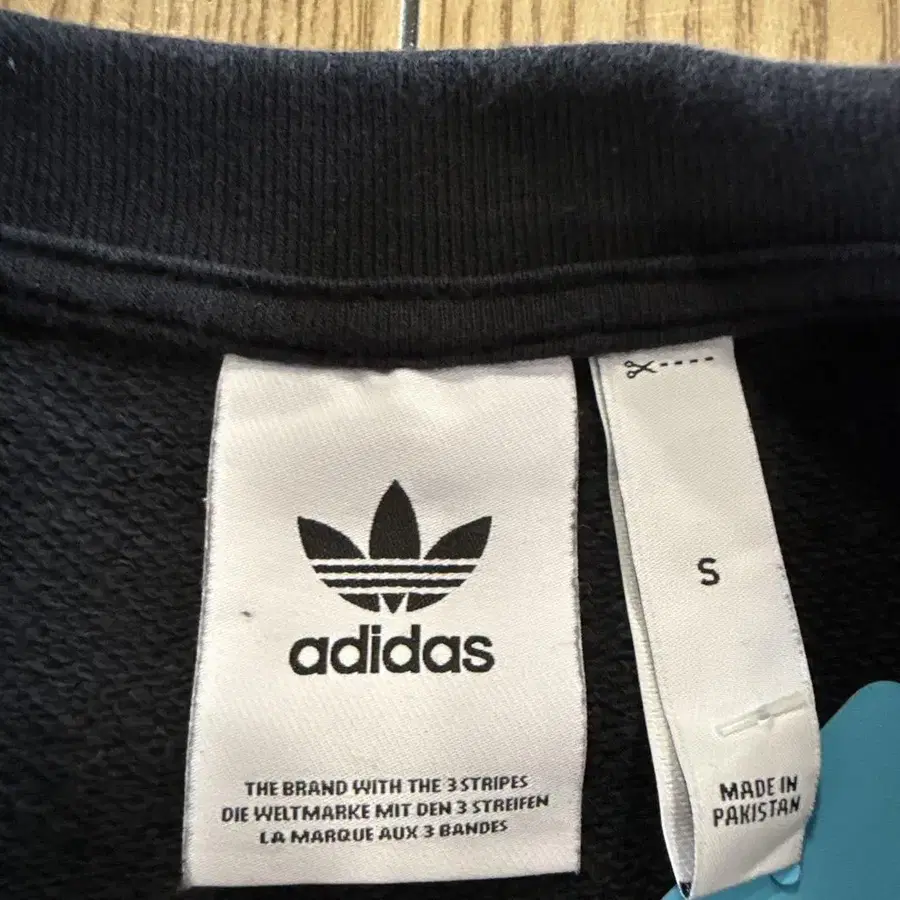 adidas
THE BRAND WITH THE 3 STRIPES
DIE WELTMARKE MIT DEN 3 STREIFEN
LA MARQUE AUX 3 BANDES
S
MADE IN
PAKISTAN